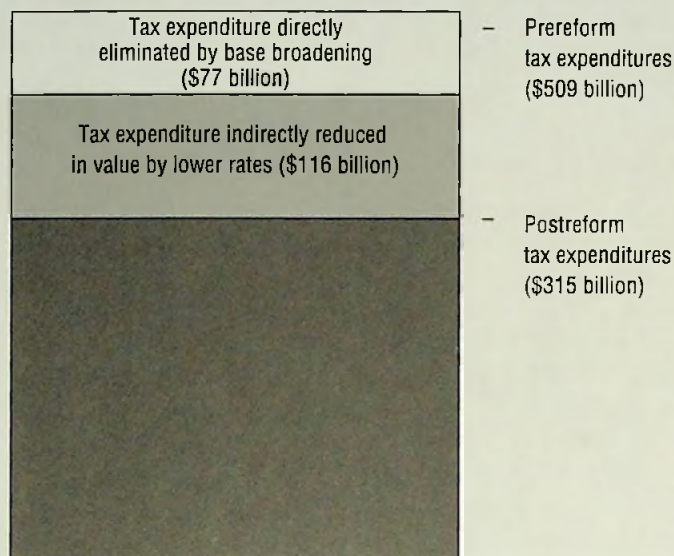 Tax expenditure directly
eliminated by base broadening
($77 billion)
Tax expenditure indirectly reduced
in value by lower rates ($116 billion)
– Prereform
tax expenditures
($509 billion)
– Postreform
tax expenditures
($315 billion)